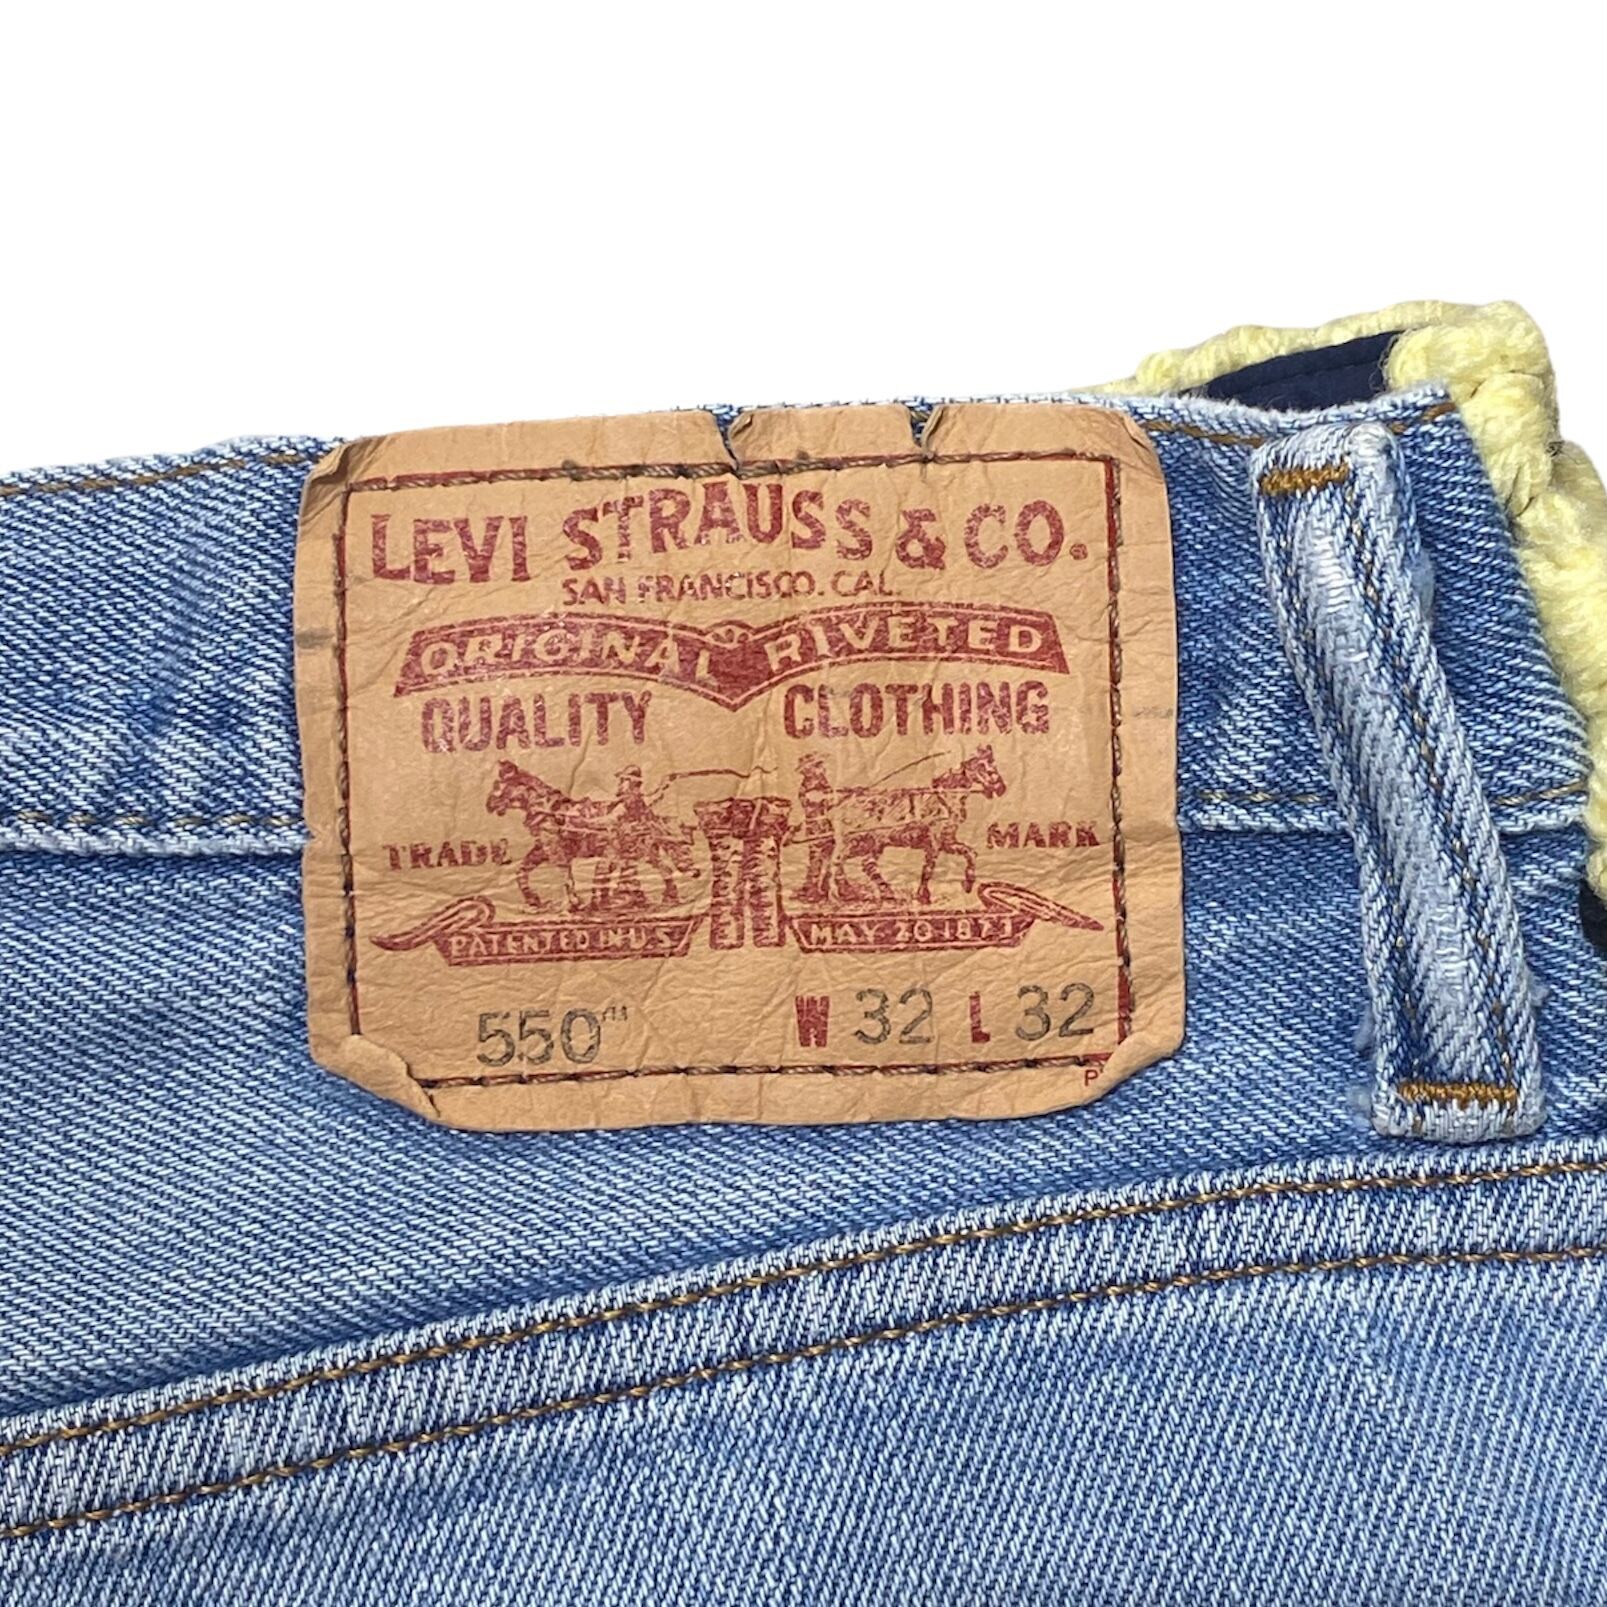 LEVI STRAUSS & CO.
SAN FRANCISCO. CAL.
ORIGINAL RIVETED
QUALITY CLOTHING
TRADE MARK
PATENTED IN U.S. MAY 20 1873
550™ W 32 L 32
P